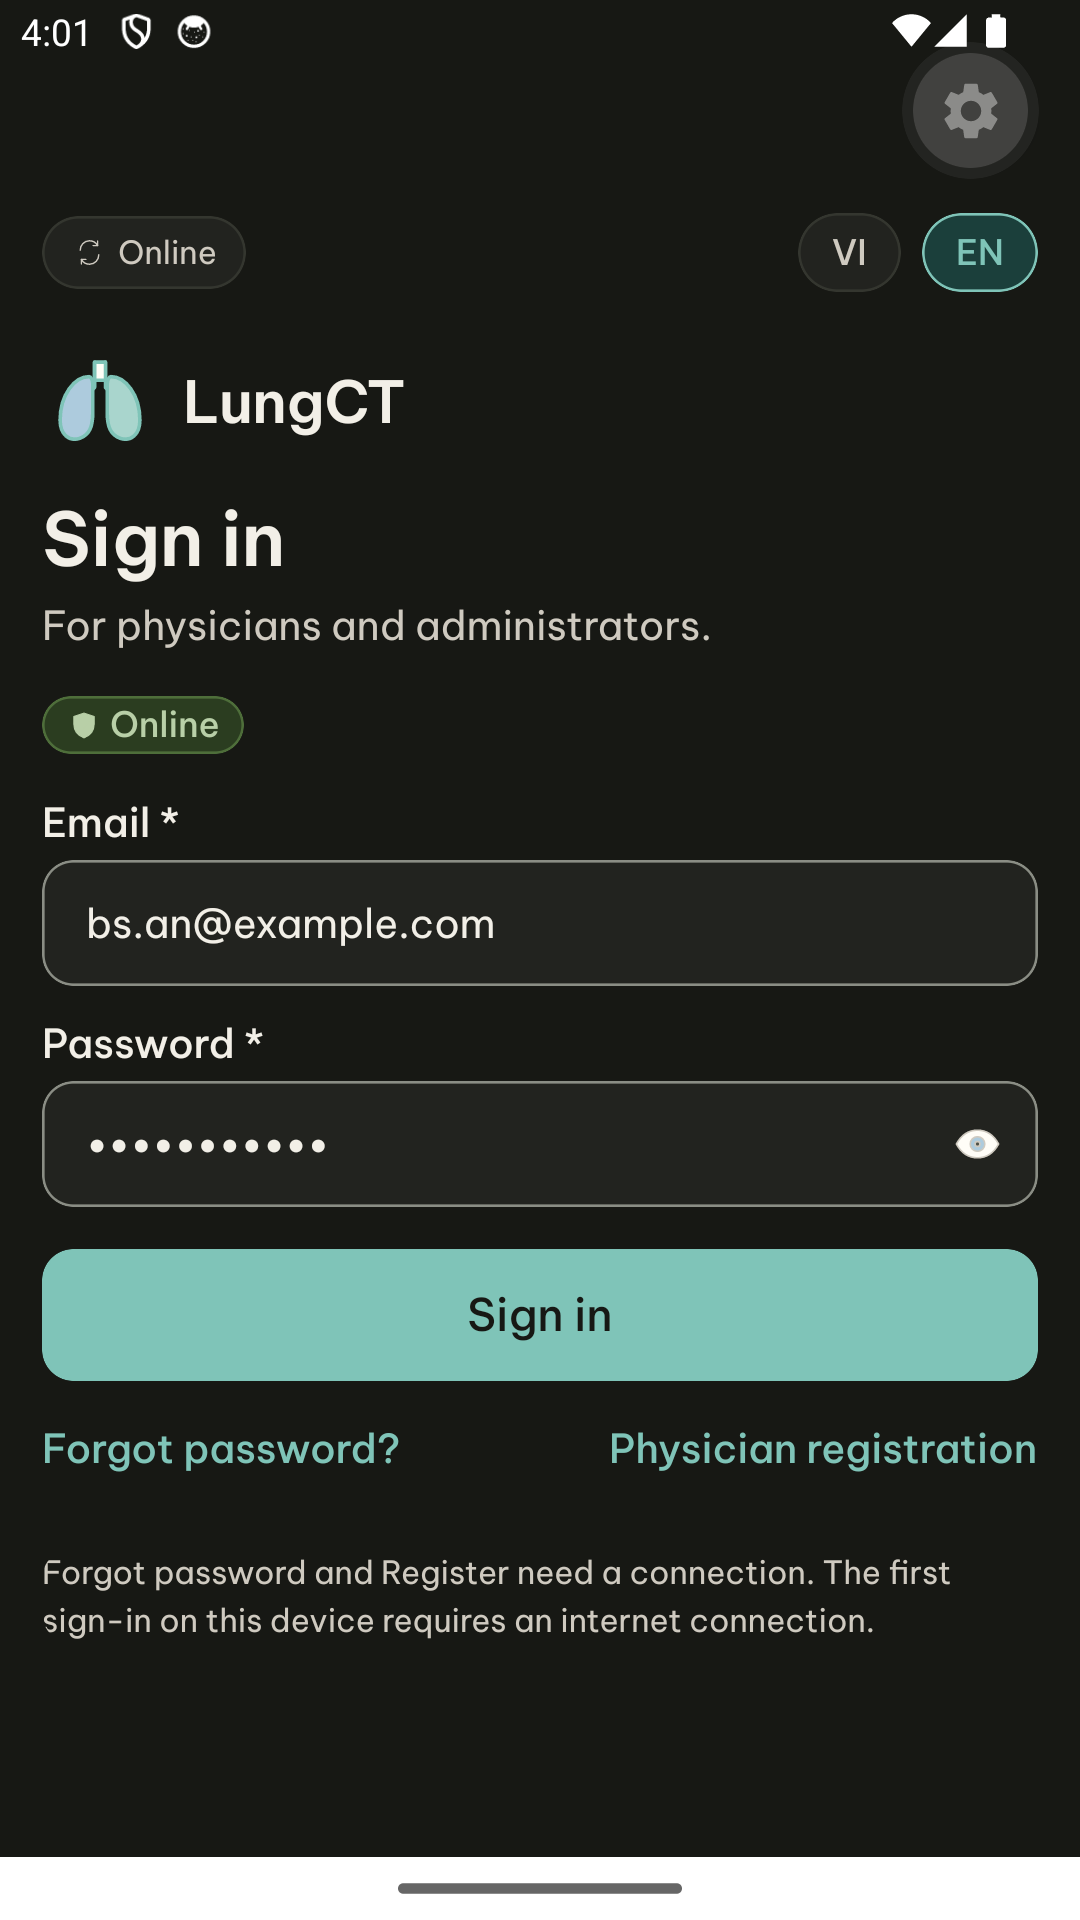 4:01
Online
VI
EN
LungCT
Sign in
For physicians and administrators.
Online
Email *
bs.an@example.com
Password *
•••••••••••
Sign in
Forgot password?
Physician registration
Forgot password and Register need a connection. The first
sign-in on this device requires an internet connection.